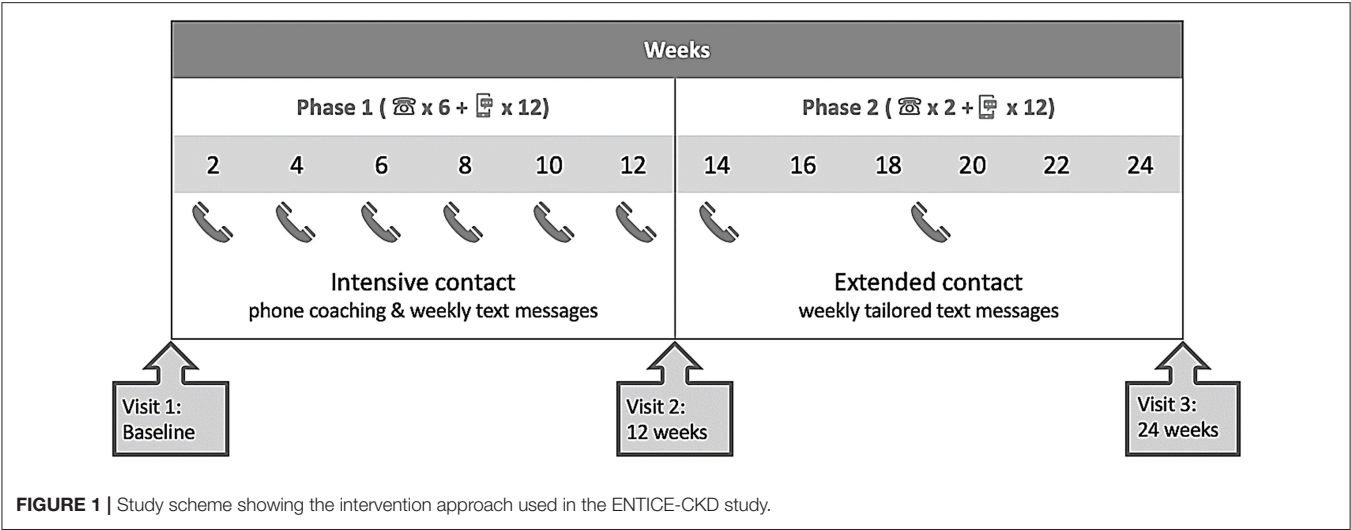 Weeks
Phase 1 ( ☎ x 6 + 📱 x 12)
Phase 2 ( ☎ x 2 + 📱 x 12)
2 4 6 8 10 12 14 16 18 20 22 24
Intensive contact
phone coaching & weekly text messages
Extended contact
weekly tailored text messages
Visit 1:
Baseline
Visit 2:
12 weeks
Visit 3:
24 weeks
FIGURE 1 | Study scheme showing the intervention approach used in the ENTICE-CKD study.